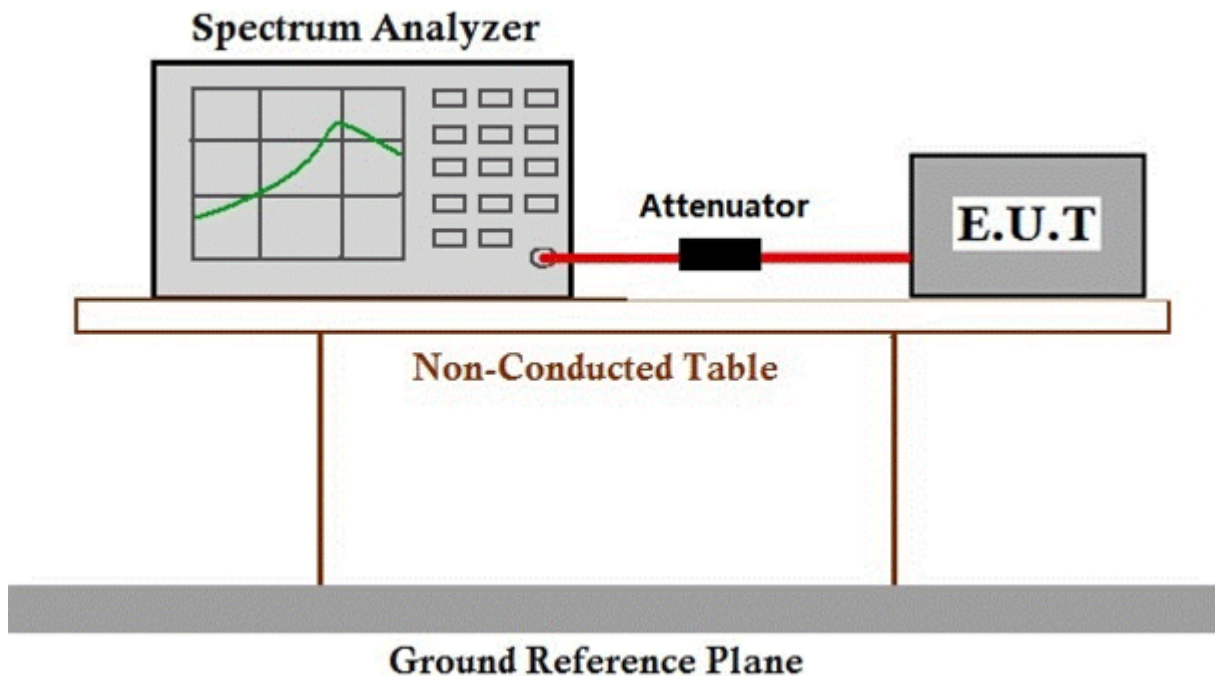 Spectrum Analyzer
Attenuator
E.U.T
Non-Conducted Table
Ground Reference Plane